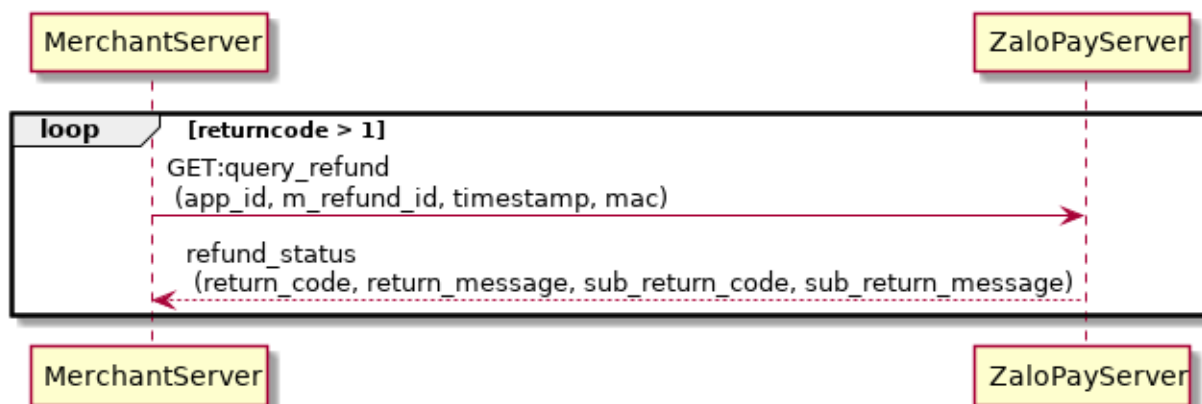 MerchantServer
ZaloPayServer
loop
[returncode > 1]
GET:query_refund
(app_id, m_refund_id, timestamp, mac)
refund_status
(return_code, return_message, sub_return_code, sub_return_message)
MerchantServer
ZaloPayServer